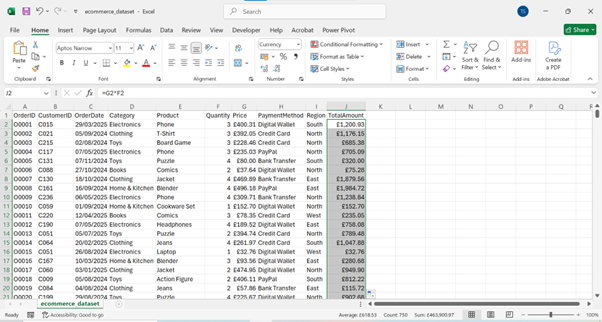 ecommerce_dataset - Excel
Search
TS
File Home Insert Page Layout Formulas Data Review View Developer Help Acrobat Power Pivot
Share
Paste
Aptos Narrow 11
Currency
Conditional Formatting
Format as Table
Cell Styles
Insert
Delete
Format
Sort & Filter
Find & Select
Add-ins
Create a PDF
Clipboard Font Alignment Number Styles Cells Editing Add-ins Adobe Acrobat
J2 fx =G2*F2
A B C D E F G H I J K L M N O P Q R
1 OrderID CustomerID OrderDate Category Product Quantity Price PaymentMethod Region TotalAmount
2 O0001 C015 29/03/2025 Electronics Phone 3 £400.31 Digital Wallet South £1,200.93
3 O0002 C021 05/09/2024 Clothing T-Shirt 3 £392.05 Credit Card North £1,176.15
4 O0003 C215 02/08/2024 Toys Board Game 3 £228.46 Credit Card North £685.38
5 O0004 C117 07/05/2025 Electronics Phone 3 £235.03 PayPal North £705.09
6 O0005 C131 07/11/2024 Toys Puzzle 4 £80.00 Bank Transfer South £320.00
7 O0006 C088 27/10/2024 Books Comics 2 £37.64 Digital Wallet North £75.28
8 O0007 C130 18/10/2024 Clothing Jacket 4 £469.89 Bank Transfer East £1,879.56
9 O0008 C161 16/09/2024 Home & Kitchen Blender 4 £496.18 PayPal East £1,984.72
10 O0009 C236 06/05/2025 Electronics Phone 4 £309.71 Bank Transfer North £1,238.84
11 O0010 C059 01/09/2024 Home & Kitchen Cookware Set 1 £152.70 Digital Wallet North £152.70
12 O0011 C220 12/04/2025 Books Comics 3 £78.35 Credit Card West £235.05
13 O0012 C190 07/05/2025 Electronics Headphones 4 £189.52 Digital Wallet East £758.08
14 O0013 C051 05/07/2025 Toys Puzzle 2 £394.74 Credit Card North £789.48
15 O0014 C064 20/02/2025 Clothing Jeans 4 £261.97 Credit Card South £1,047.88
16 O0015 C051 26/08/2024 Electronics Laptop 1 £32.76 Digital Wallet West £32.76
17 O0016 C167 10/03/2025 Home & Kitchen Blender 3 £93.56 Digital Wallet East £280.68
18 O0017 C060 03/01/2025 Clothing Jacket 2 £474.95 Digital Wallet North £949.90
19 O0018 C009 05/08/2024 Toys Action Figure 2 £406.11 PayPal West £812.22
20 O0019 C084 04/08/2024 Clothing Jeans 2 £57.86 Bank Transfer East £115.72
21 O0020 C199 29/08/2024 Toys Puzzle 4 £225.67 Digital Wallet North £902.68
ecommerce_dataset
Ready Accessibility: Good to go Average: £618.53 Count: 750 Sum: £463,900.97 100%